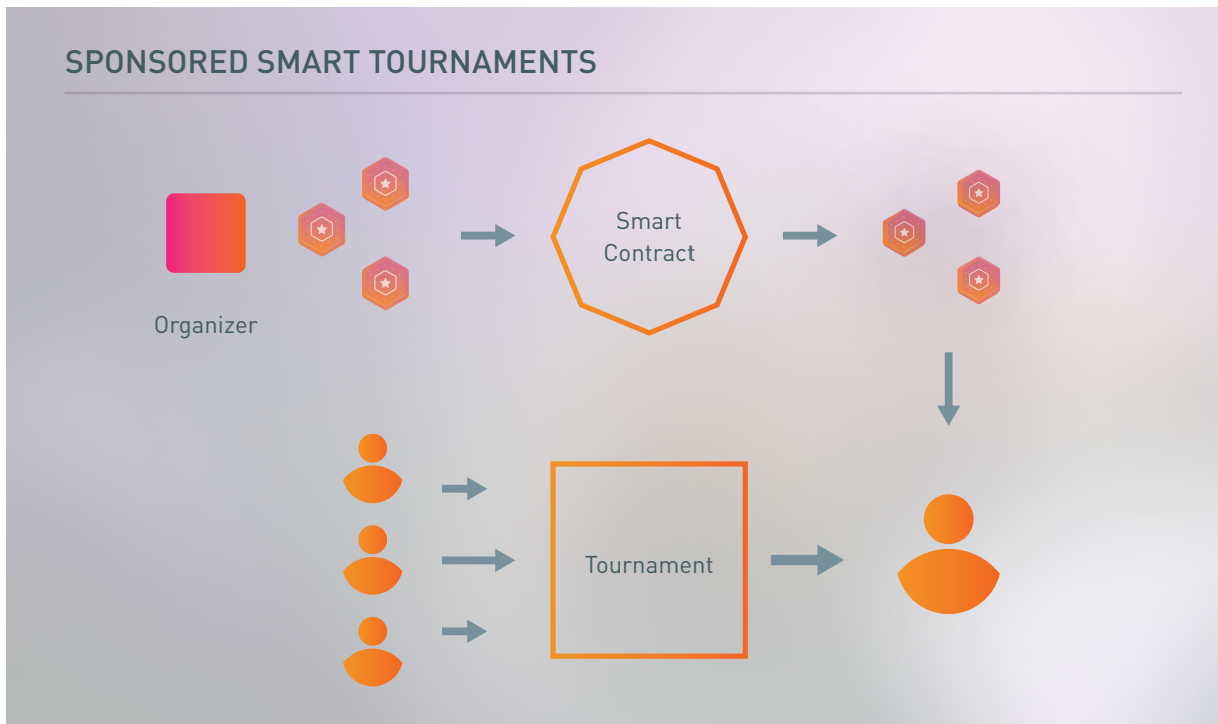 SPONSORED SMART TOURNAMENTS
Smart
Contract
Organizer
Tournament